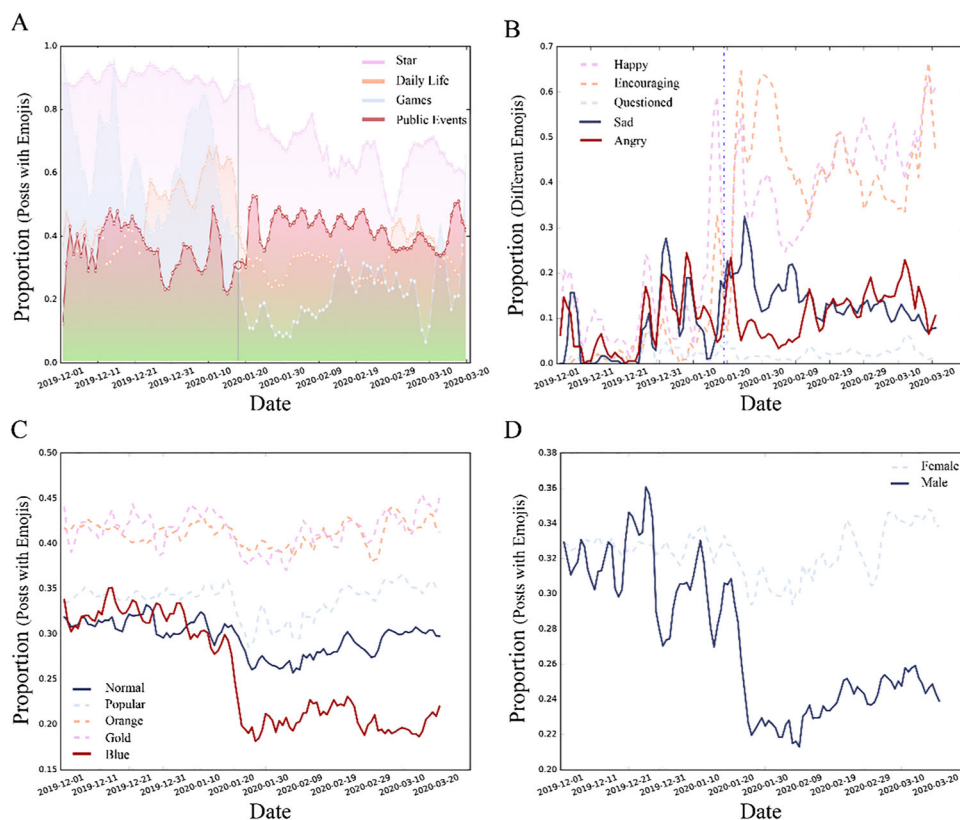 A
Proportion (Posts with Emojis)
1.0
0.8
0.6
0.4
0.2
0.0
Star
Daily Life
Games
Public Events
2019-12-01
2019-12-11
2019-12-21
2019-12-31
2020-01-10
2020-01-20
2020-01-30
2020-02-09
2020-02-19
2020-02-29
2020-03-10
2020-03-20
Date
B
Proportion (Different Emojis)
0.7
0.6
0.5
0.4
0.3
0.2
0.1
0.0
Happy
Encouraging
Questioned
Sad
Angry
2019-12-01
2019-12-11
2019-12-21
2019-12-31
2020-01-10
2020-01-20
2020-01-30
2020-02-09
2020-02-19
2020-02-29
2020-03-10
2020-03-20
Date
C
Proportion (Posts with Emojis)
0.50
0.45
0.40
0.35
0.30
0.25
0.20
0.15
Normal
Popular
Orange
Gold
Blue
2019-12-01
2019-12-11
2019-12-21
2019-12-31
2020-01-10
2020-01-20
2020-01-30
2020-02-09
2020-02-19
2020-02-29
2020-03-10
2020-03-20
Date
D
Proportion (Posts with Emojis)
0.38
0.36
0.34
0.32
0.30
0.28
0.26
0.24
0.22
0.20
Female
Male
2019-12-01
2019-12-11
2019-12-21
2019-12-31
2020-01-10
2020-01-20
2020-01-30
2020-02-09
2020-02-19
2020-02-29
2020-03-10
2020-03-20
Date